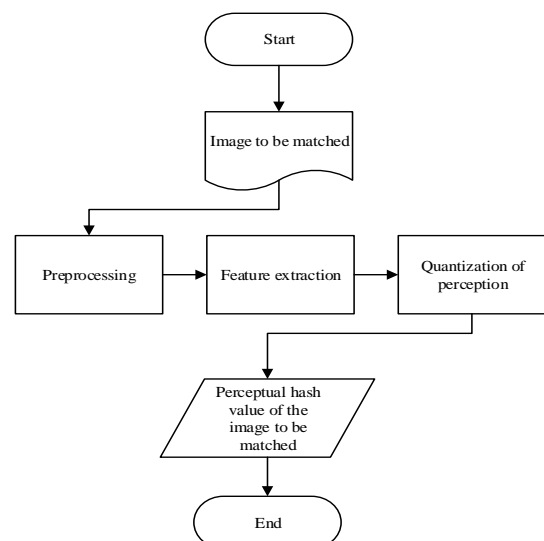 Start
Image to be matched
Preprocessing
Feature extraction
Quantization of
perception
Perceptual hash
value of the
image to be
matched
End